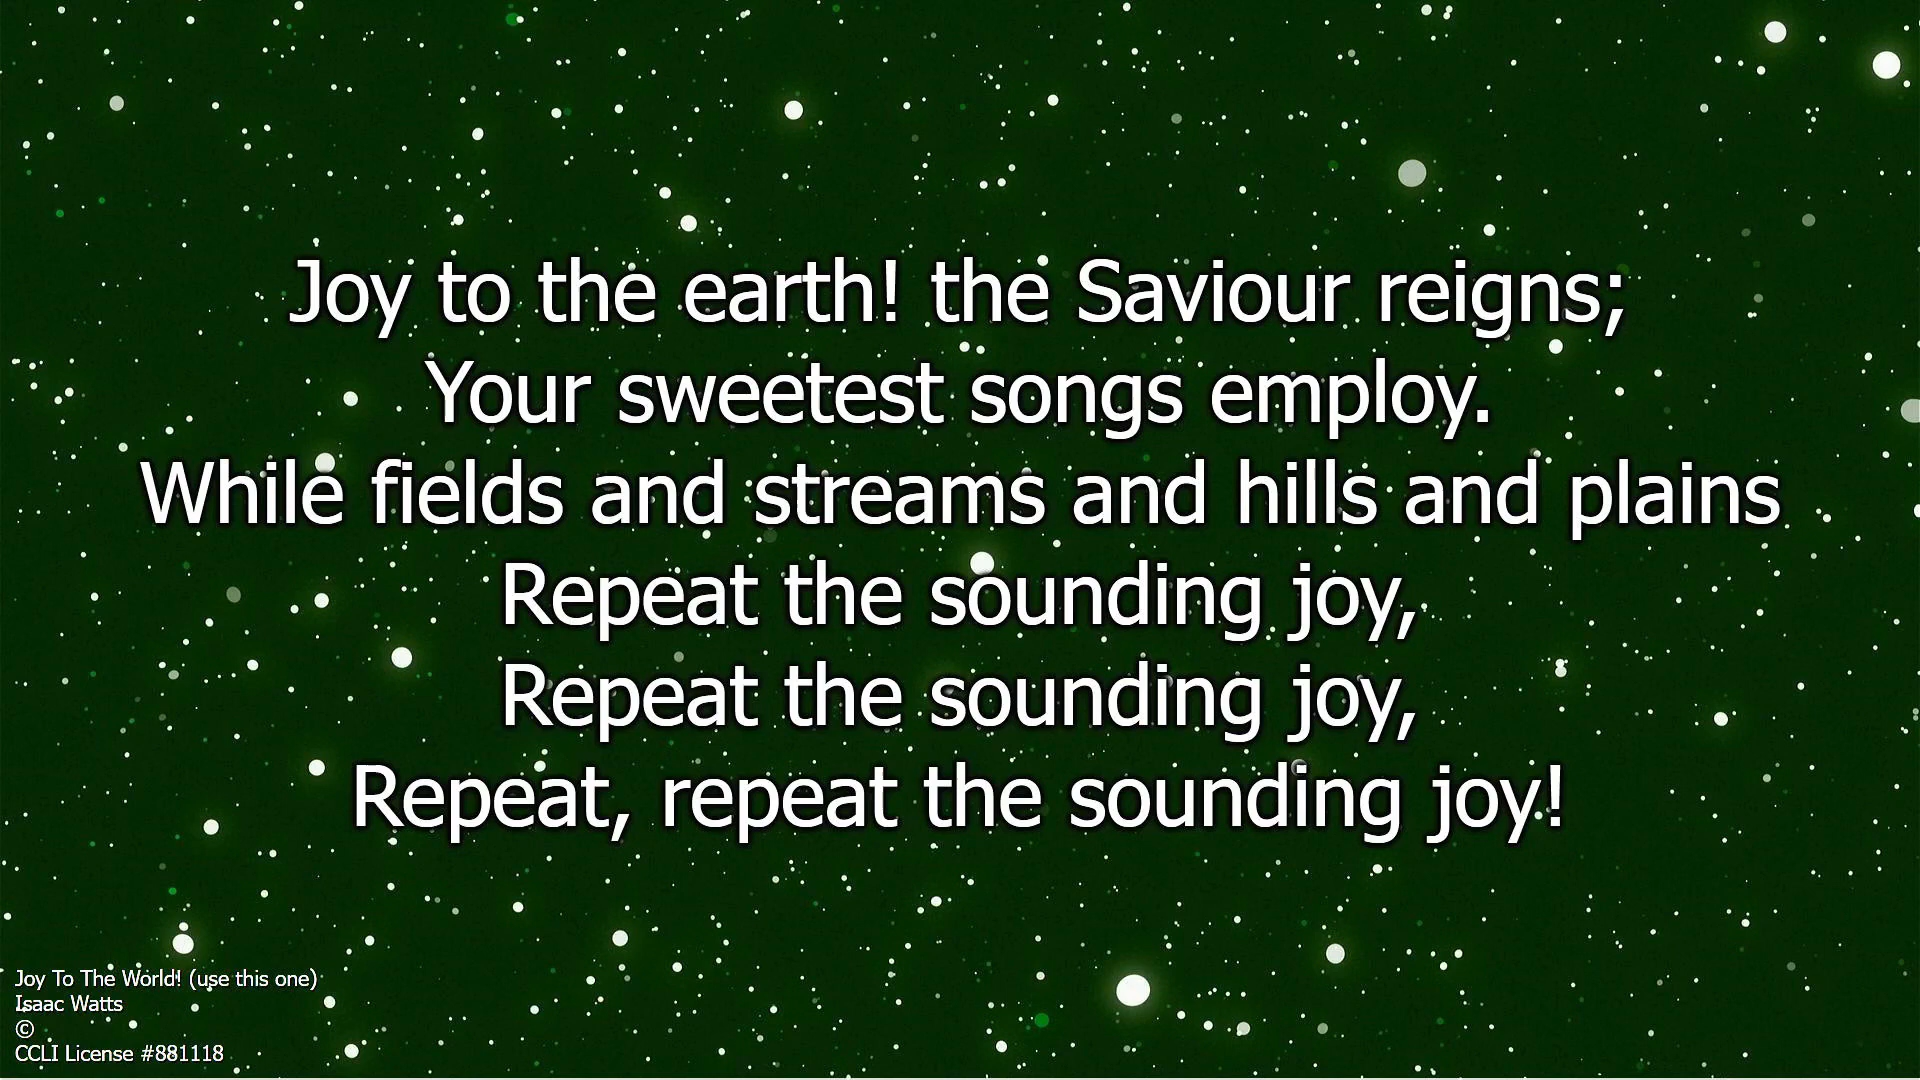 Joy to the earth! the Saviour reigns;
Your sweetest songs employ.
While fields and streams and hills and plains
Repeat the sounding joy,
Repeat the sounding joy,
Repeat, repeat the sounding joy!
Joy To The World! (use this one)
Isaac Watts
©
CCLI License #881118